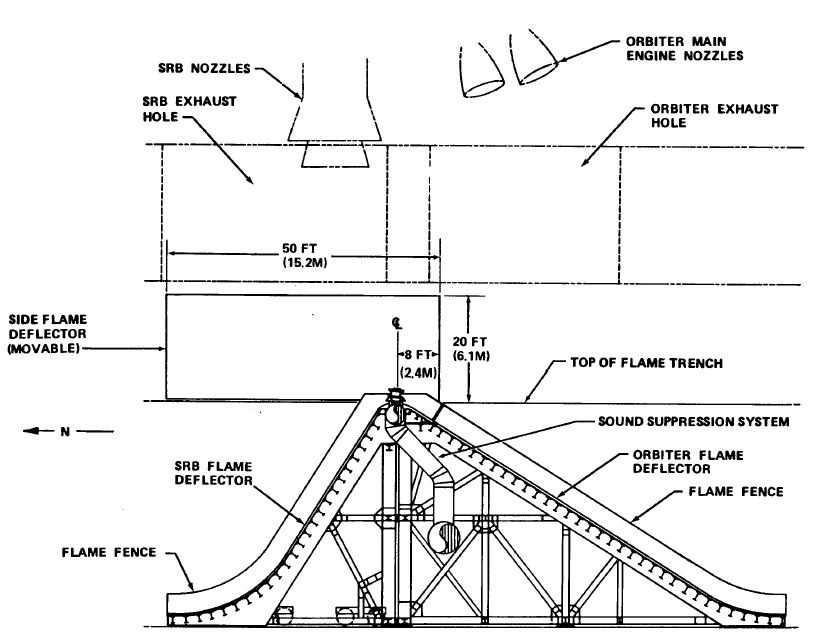 ORBITER MAIN
ENGINE NOZZLES
SRB NOZZLES
SRB EXHAUST
HOLE
ORBITER EXHAUST
HOLE
50 FT
(15.2M)
SIDE FLAME
DEFLECTOR
(MOVABLE)
℄
8 FT
(2.4M)
20 FT
(6.1M)
TOP OF FLAME TRENCH
N
SOUND SUPPRESSION SYSTEM
SRB FLAME
DEFLECTOR
ORBITER FLAME
DEFLECTOR
FLAME FENCE
FLAME FENCE